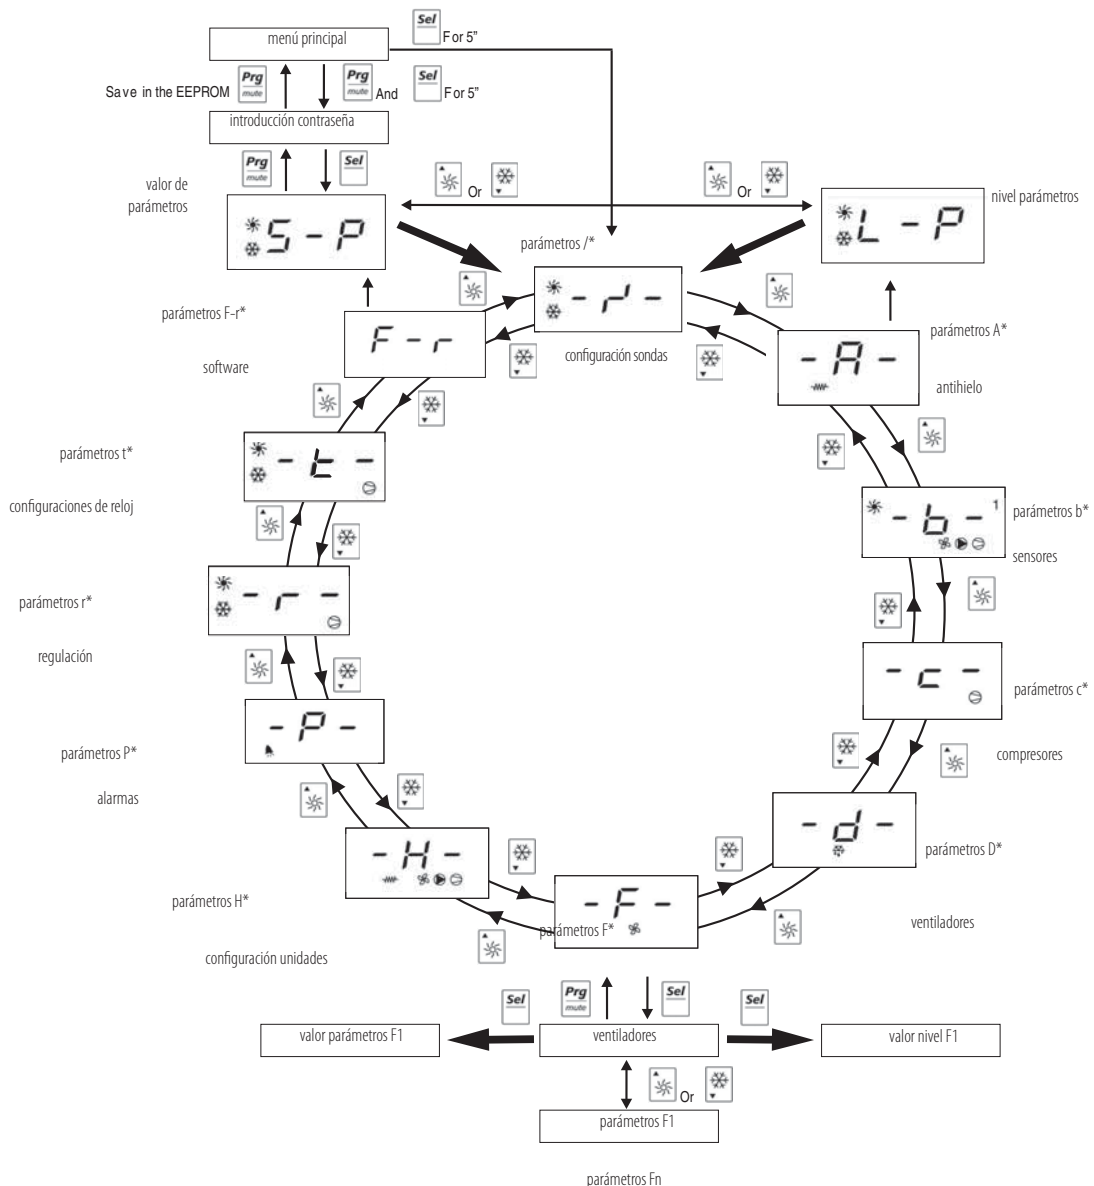 Sel
For 5”
menú principal
Save in the EEPROM
Prg
mute
Prg
mute
And
Sel
For 5”
introducción contraseña
Prg
mute
Sel
valor de
parámetros
S-P
Or
Or
L-P
nivel parámetros
parámetros /*
- / -
configuración sondas
parámetros F-r*
F-r
software
parámetros A*
-A-
antihielo
parámetros t*
-t-
configuraciones de reloj
parámetros b*
-b-
1
sensores
parámetros r*
-r-
regulación
-c-
parámetros c*
compresores
parámetros P*
-P-
alarmas
-d-
parámetros D*
ventiladores
-H-
parámetros H*
configuración unidades
-F-
parámetros F*
Sel
Prg
mute
Sel
Sel
valor parámetros F1
ventiladores
valor nivel F1
Or
parámetros F1
parámetros Fn